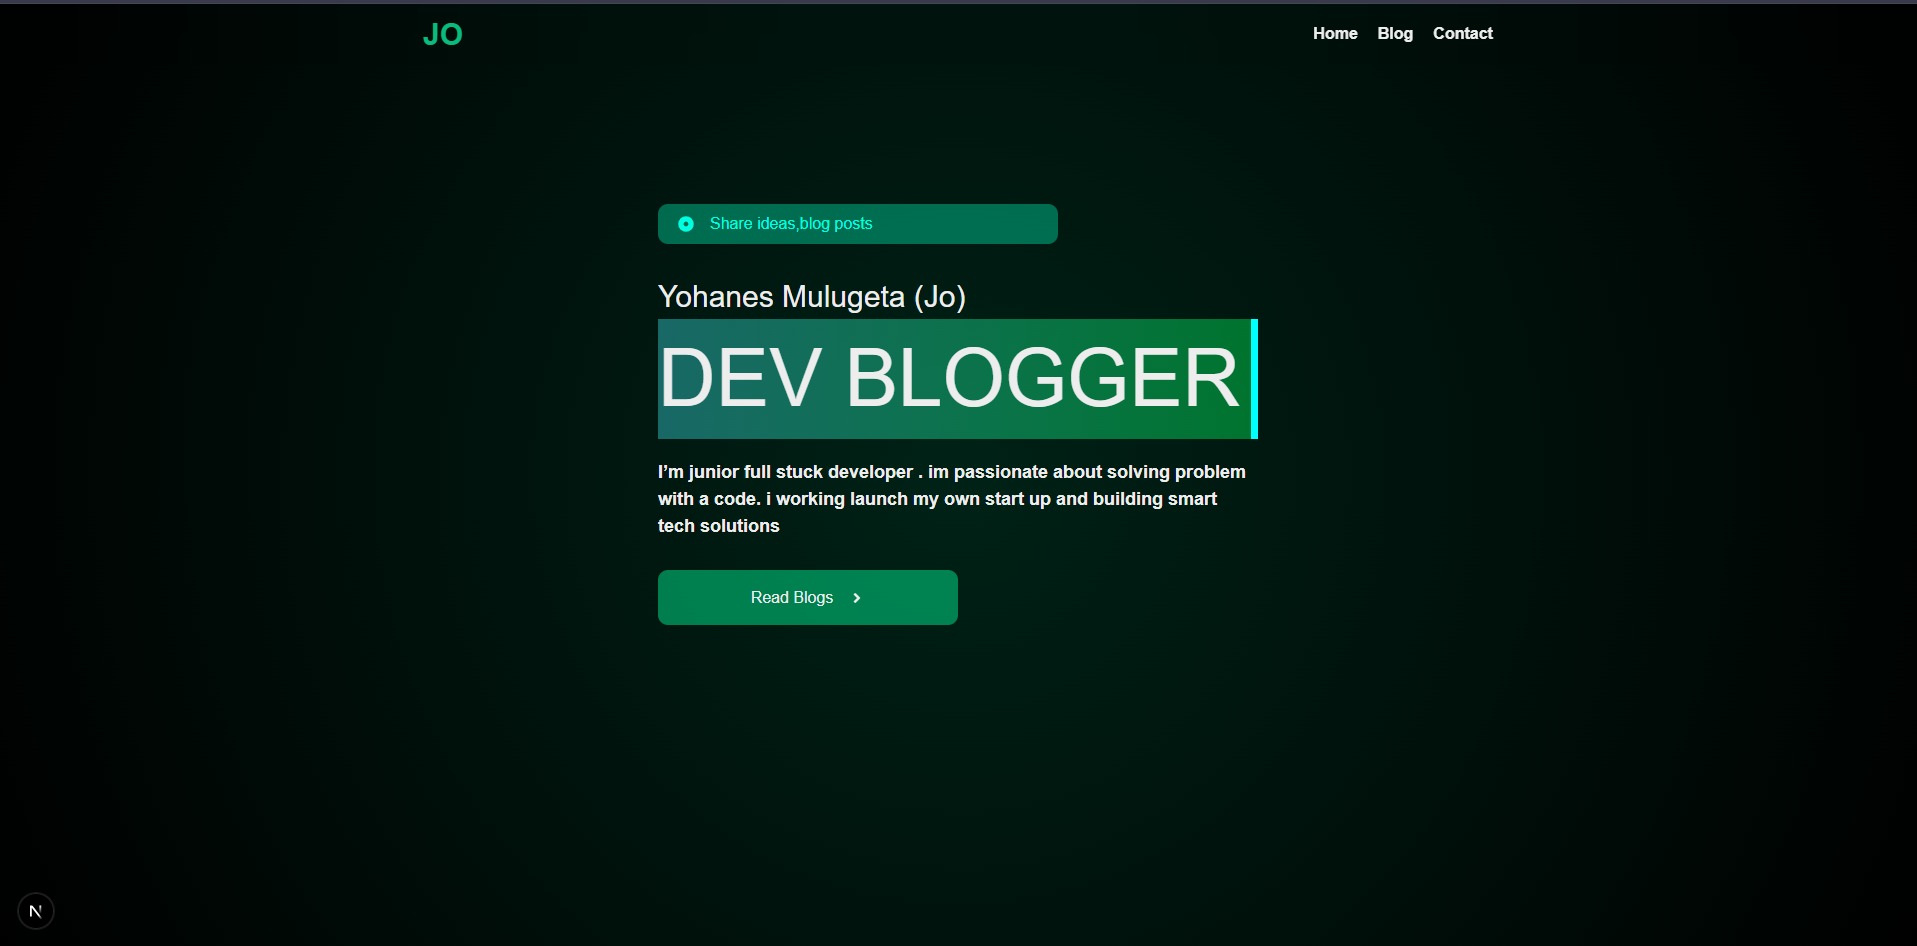 JO
Home Blog Contact
Share ideas,blog posts
Yohanes Mulugeta (Jo)
DEV BLOGGER
I’m junior full stuck developer . im passionate about solving problem
with a code. i working launch my own start up and building smart
tech solutions
Read Blogs
N